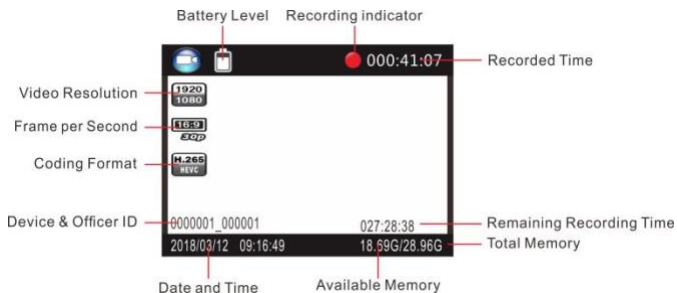 Battery Level Recording indicator
000:41:07 Recorded Time
Video Resolution 1920
1080
Frame per Second 16:9
30p
Coding Format H.265
HEVC
Device & Officer ID 0000001_000001 027:28:38 Remaining Recording Time
2018/03/12 09:16:49 18.69G/28.96G Total Memory
Date and Time Available Memory